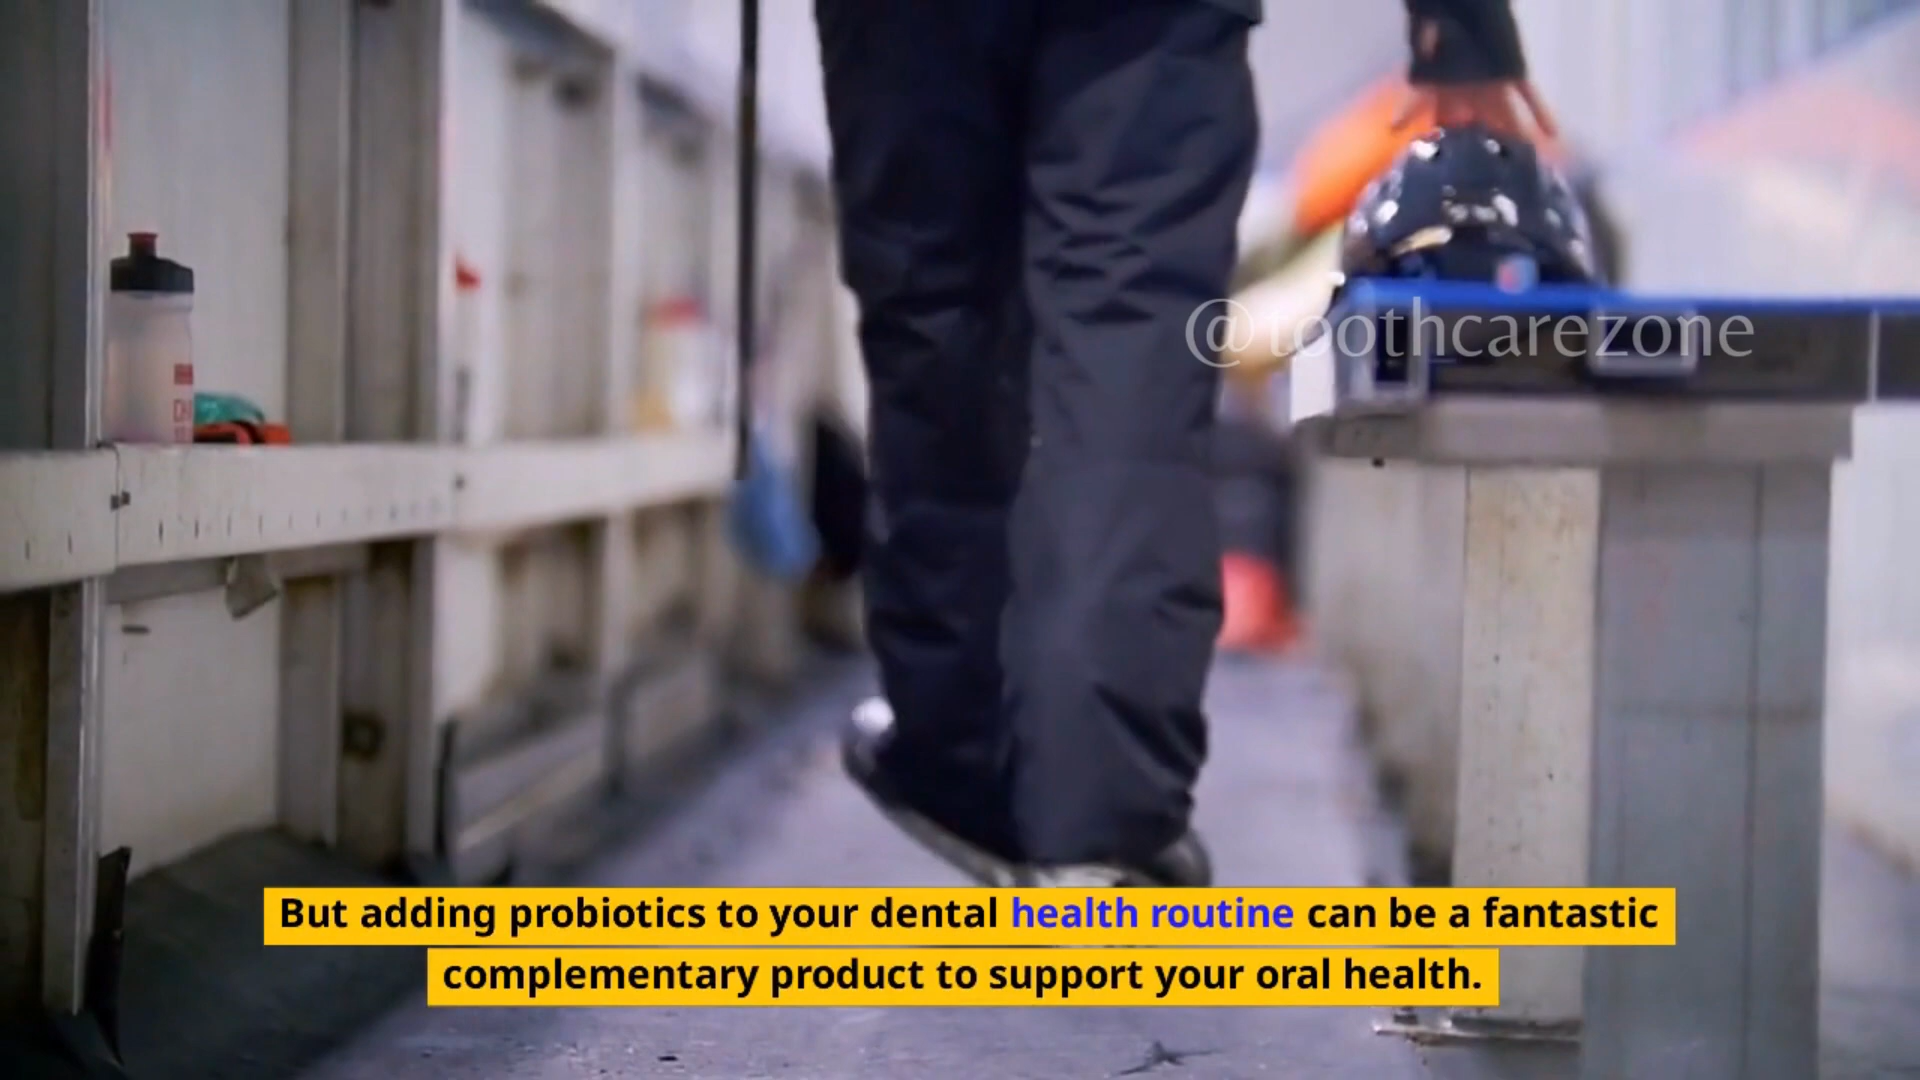 @toothcarezone
But adding probiotics to your dental health routine can be a fantastic
complementary product to support your oral health.